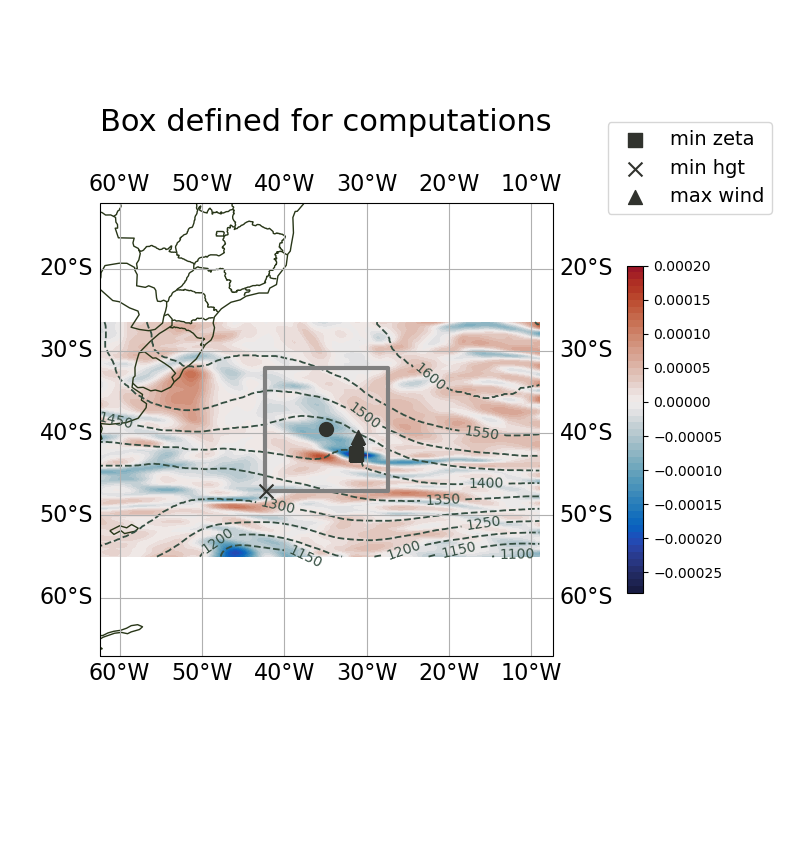 Box defined for computations
min zeta
min hgt
max wind
60°W 50°W 40°W 30°W 20°W 10°W
20°S 20°S
30°S 30°S
40°S 40°S
50°S 50°S
60°S 60°S
60°W 50°W 40°W 30°W 20°W 10°W
1600
1500
1450
1550
1400
1350
1300
1250
1200
1150
1200
1150
1100
0.00020
0.00015
0.00010
0.00005
0.00000
−0.00005
−0.00010
−0.00015
−0.00020
−0.00025